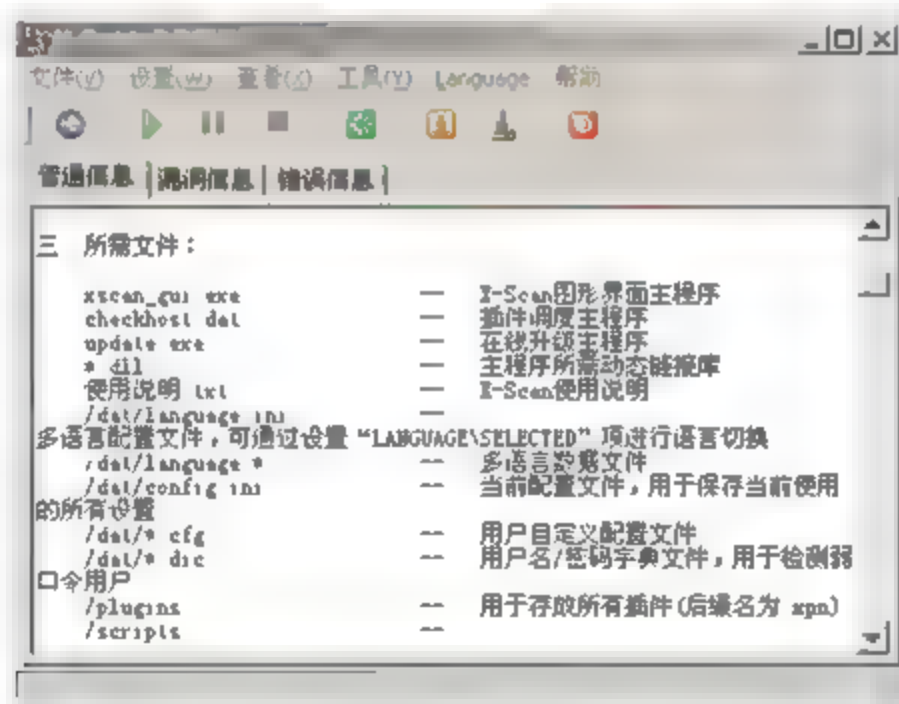 文件(V) 设置(W) 查看(X) 工具(Y) Language 帮助
普通信息 漏洞信息 错误信息
三 所需文件：
xscan_gui exe — X-Scan图形界面主程序
checkhost dat — 插件调度主程序
update exe — 在线升级主程序
* dll — 主程序所需动态链接库
使用说明 txt — X-Scan使用说明
/dat/language ini —
多语言配置文件，可通过设置“LANGUAGE\SELECTED”项进行语言切换
/dat/language * — 多语言数据文件
/dat/config ini — 当前配置文件，用于保存当前使用
的所有设置
/dat/* cfg — 用户自定义配置文件
/dat/* dic — 用户名/密码字典文件，用于检测弱
口令用户
/plugins — 用于存放所有插件(后缀名为 xpn)
/scripts —